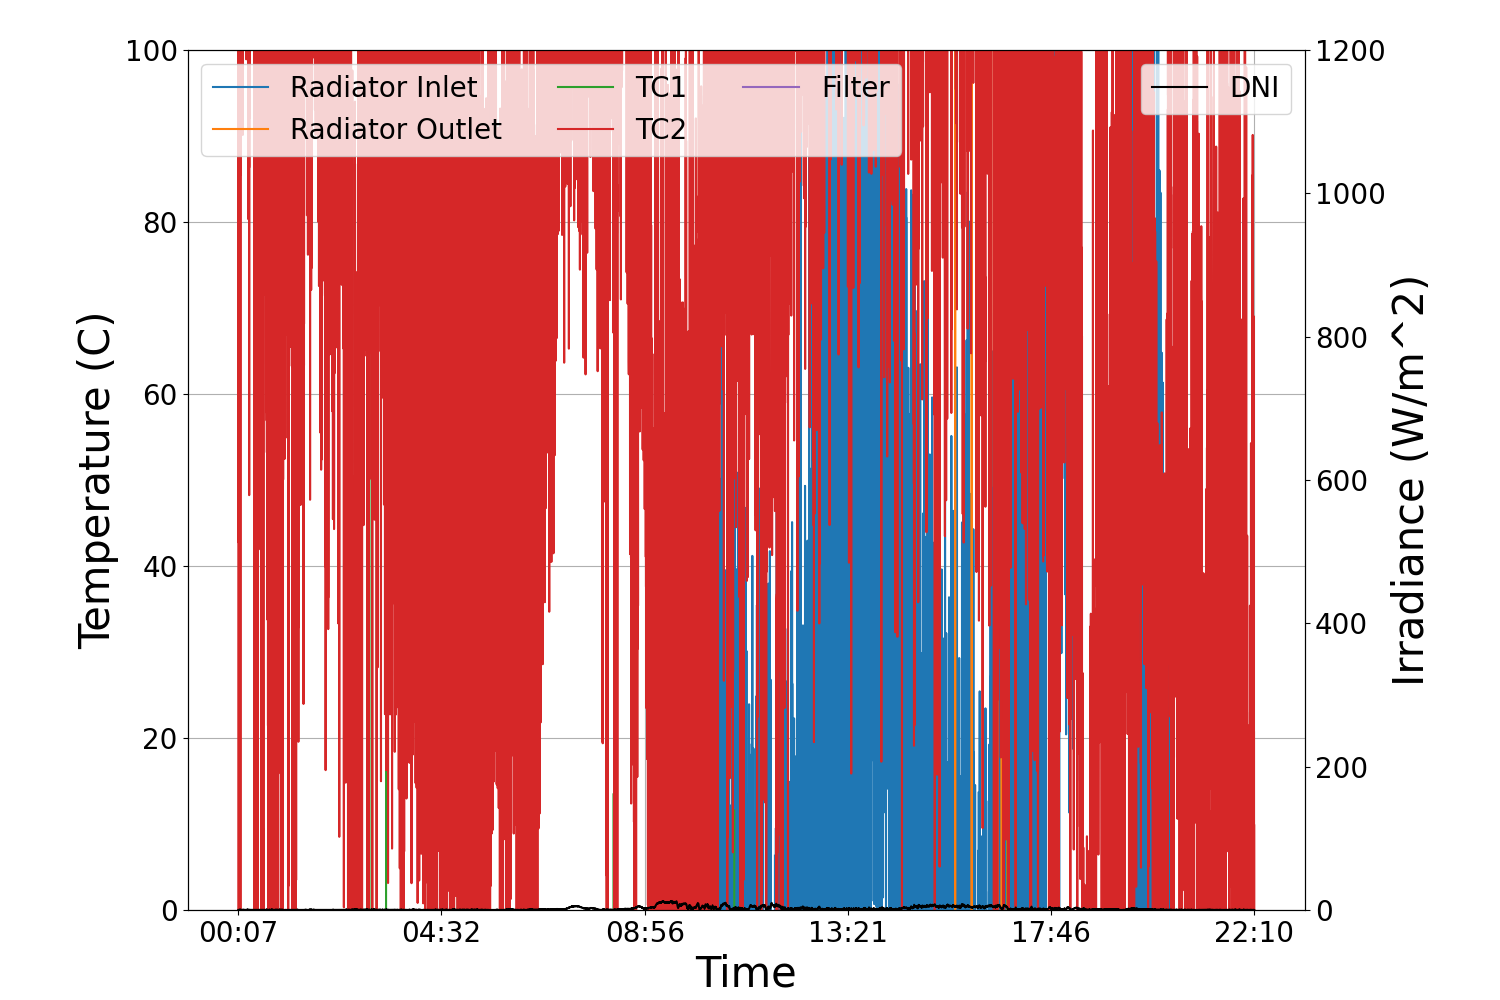 Radiator Inlet
Radiator Outlet
TC1
TC2
Filter
DNI
Temperature (C)
100
80
60
40
20
0
Irradiance (W/m^2)
1200
1000
800
600
400
200
0
00:07 04:32 08:56 13:21 17:46 22:10
Time